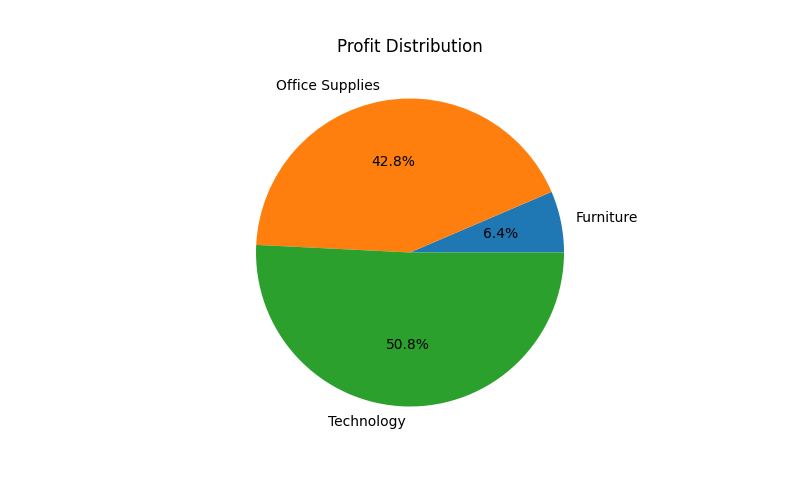 Profit Distribution
Office Supplies
42.8%
Furniture
6.4%
50.8%
Technology